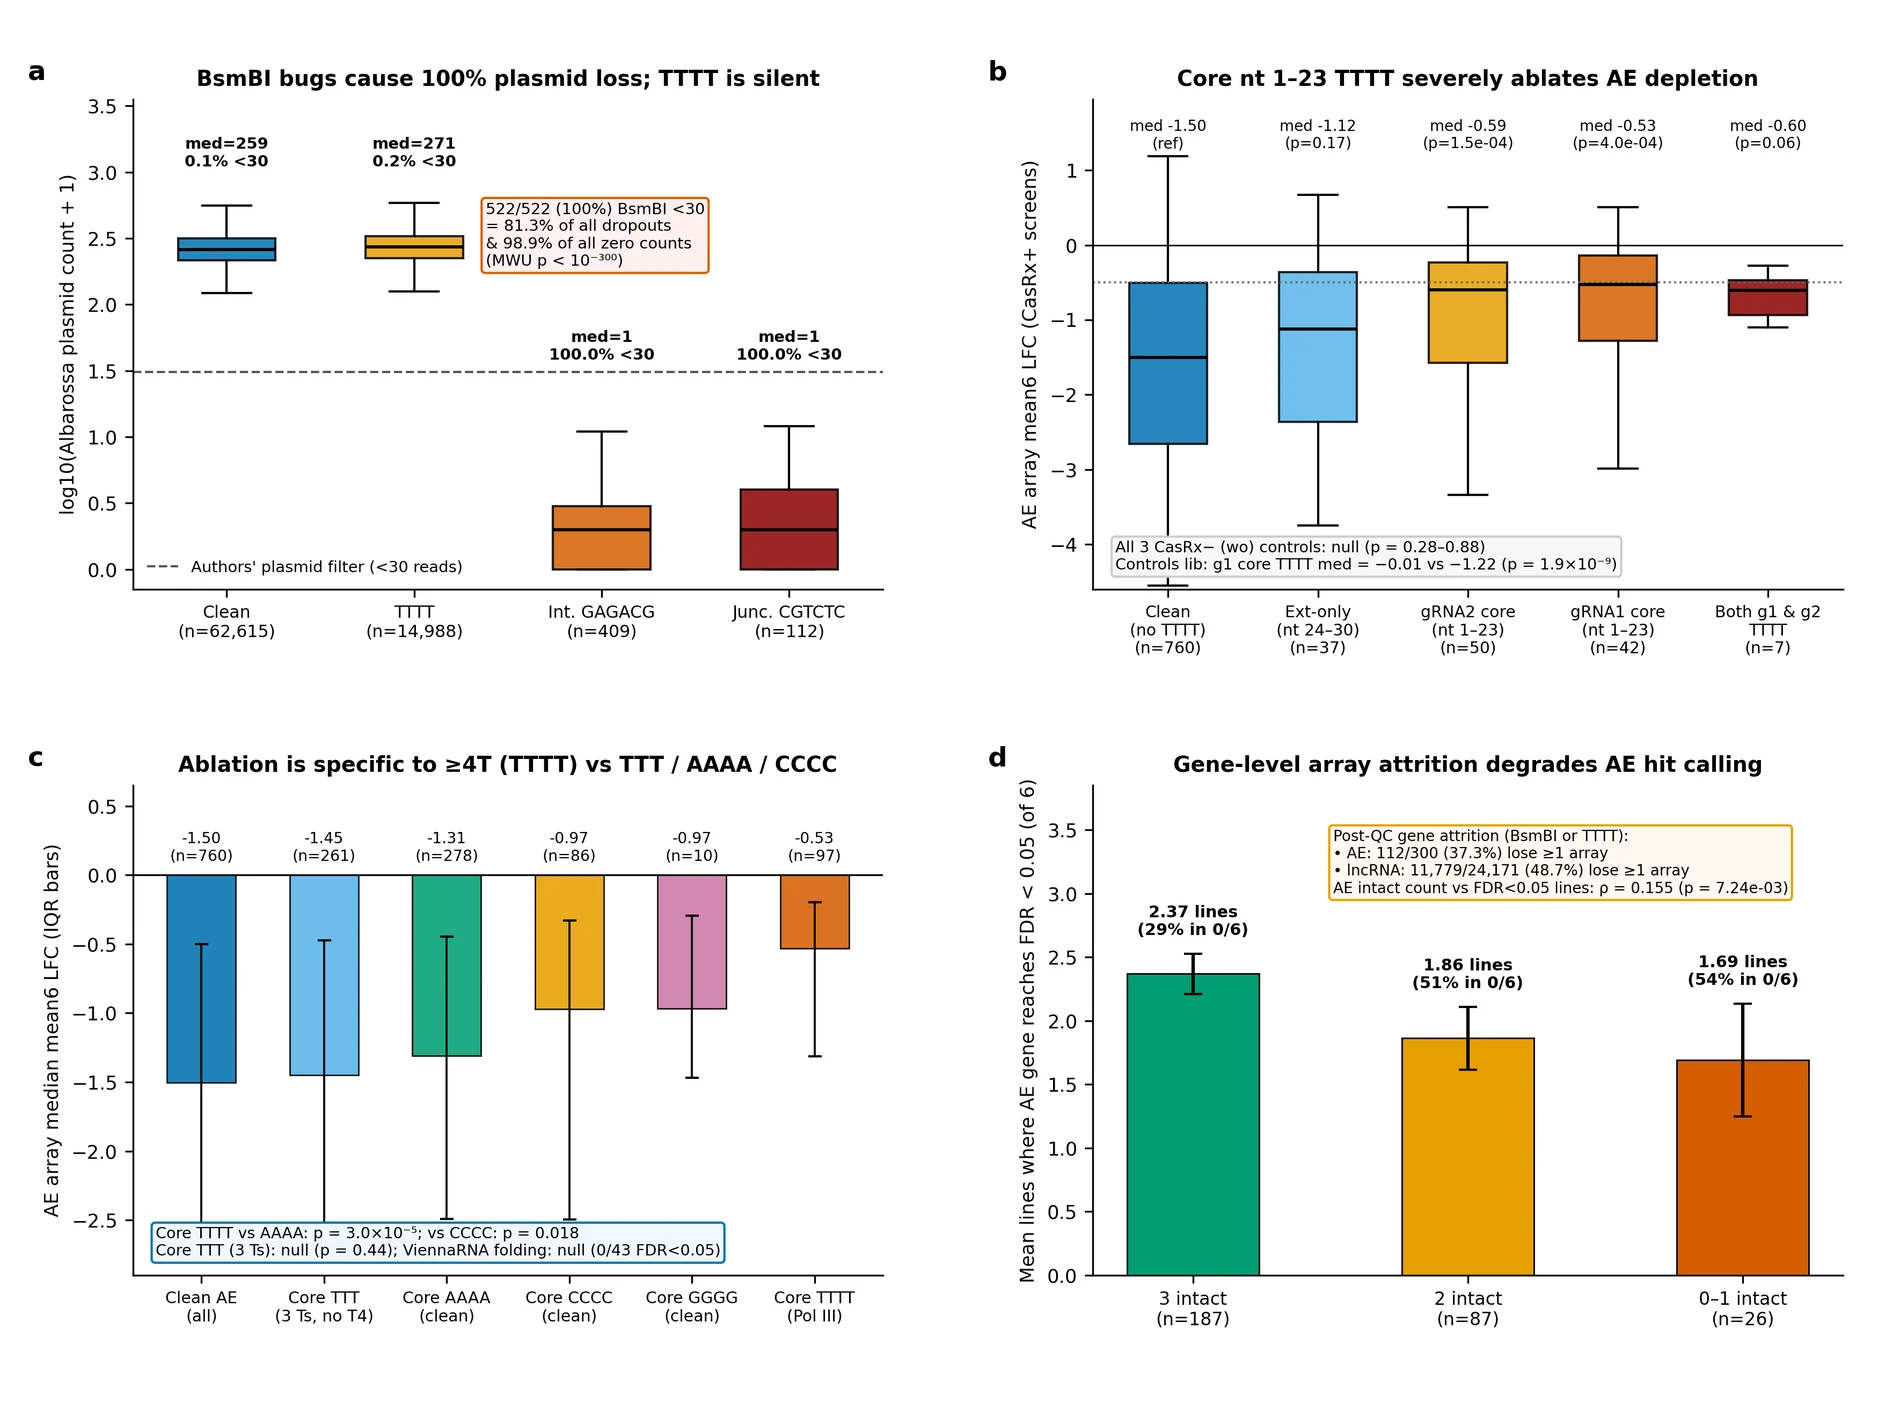 a
BsmBI bugs cause 100% plasmid loss; TTTT is silent
log10(Albarossa plasmid count + 1)
3.5
3.0
2.5
2.0
1.5
1.0
0.5
0.0
med=259
0.1% <30
med=271
0.2% <30
522/522 (100%) BsmBI <30
= 81.3% of all dropouts
& 98.9% of all zero counts
(MWU p < 10⁻³⁰⁰)
med=1
100.0% <30
med=1
100.0% <30
Authors' plasmid filter (<30 reads)
Clean
(n=62,615)
TTTT
(n=14,988)
Int. GAGACG
(n=409)
Junc. CGTCTC
(n=112)
b
Core nt 1–23 TTTT severely ablates AE depletion
AE array mean6 LFC (CasRx+ screens)
1
0
−1
−2
−3
−4
med -1.50
(ref)
med -1.12
(p=0.17)
med -0.59
(p=1.5e-04)
med -0.53
(p=4.0e-04)
med -0.60
(p=0.06)
All 3 CasRx− (wo) controls: null (p = 0.28–0.88)
Controls lib: g1 core TTTT med = −0.01 vs −1.22 (p = 1.9×10⁻⁹)
Clean
(no TTTT)
(n=760)
Ext-only
(nt 24–30)
(n=37)
gRNA2 core
(nt 1–23)
(n=50)
gRNA1 core
(nt 1–23)
(n=42)
Both g1 & g2
TTTT
(n=7)
c
Ablation is specific to ≥4T (TTTT) vs TTT / AAAA / CCCC
AE array median mean6 LFC (IQR bars)
0.5
0.0
−0.5
−1.0
−1.5
−2.0
−2.5
-1.50
(n=760)
-1.45
(n=261)
-1.31
(n=278)
-0.97
(n=86)
-0.97
(n=10)
-0.53
(n=97)
Core TTTT vs AAAA: p = 3.0×10⁻⁵; vs CCCC: p = 0.018
Core TTT (3 Ts): null (p = 0.44); ViennaRNA folding: null (0/43 FDR<0.05)
Clean AE
(all)
Core TTT
(3 Ts, no T4)
Core AAAA
(clean)
Core CCCC
(clean)
Core GGGG
(clean)
Core TTTT
(Pol III)
d
Gene-level array attrition degrades AE hit calling
Mean lines where AE gene reaches FDR < 0.05 (of 6)
3.5
3.0
2.5
2.0
1.5
1.0
0.5
0.0
Post-QC gene attrition (BsmBI or TTTT):
• AE: 112/300 (37.3%) lose ≥1 array
• lncRNA: 11,779/24,171 (48.7%) lose ≥1 array
AE intact count vs FDR<0.05 lines: ρ = 0.155 (p = 7.24e-03)
2.37 lines
(29% in 0/6)
1.86 lines
(51% in 0/6)
1.69 lines
(54% in 0/6)
3 intact
(n=187)
2 intact
(n=87)
0–1 intact
(n=26)